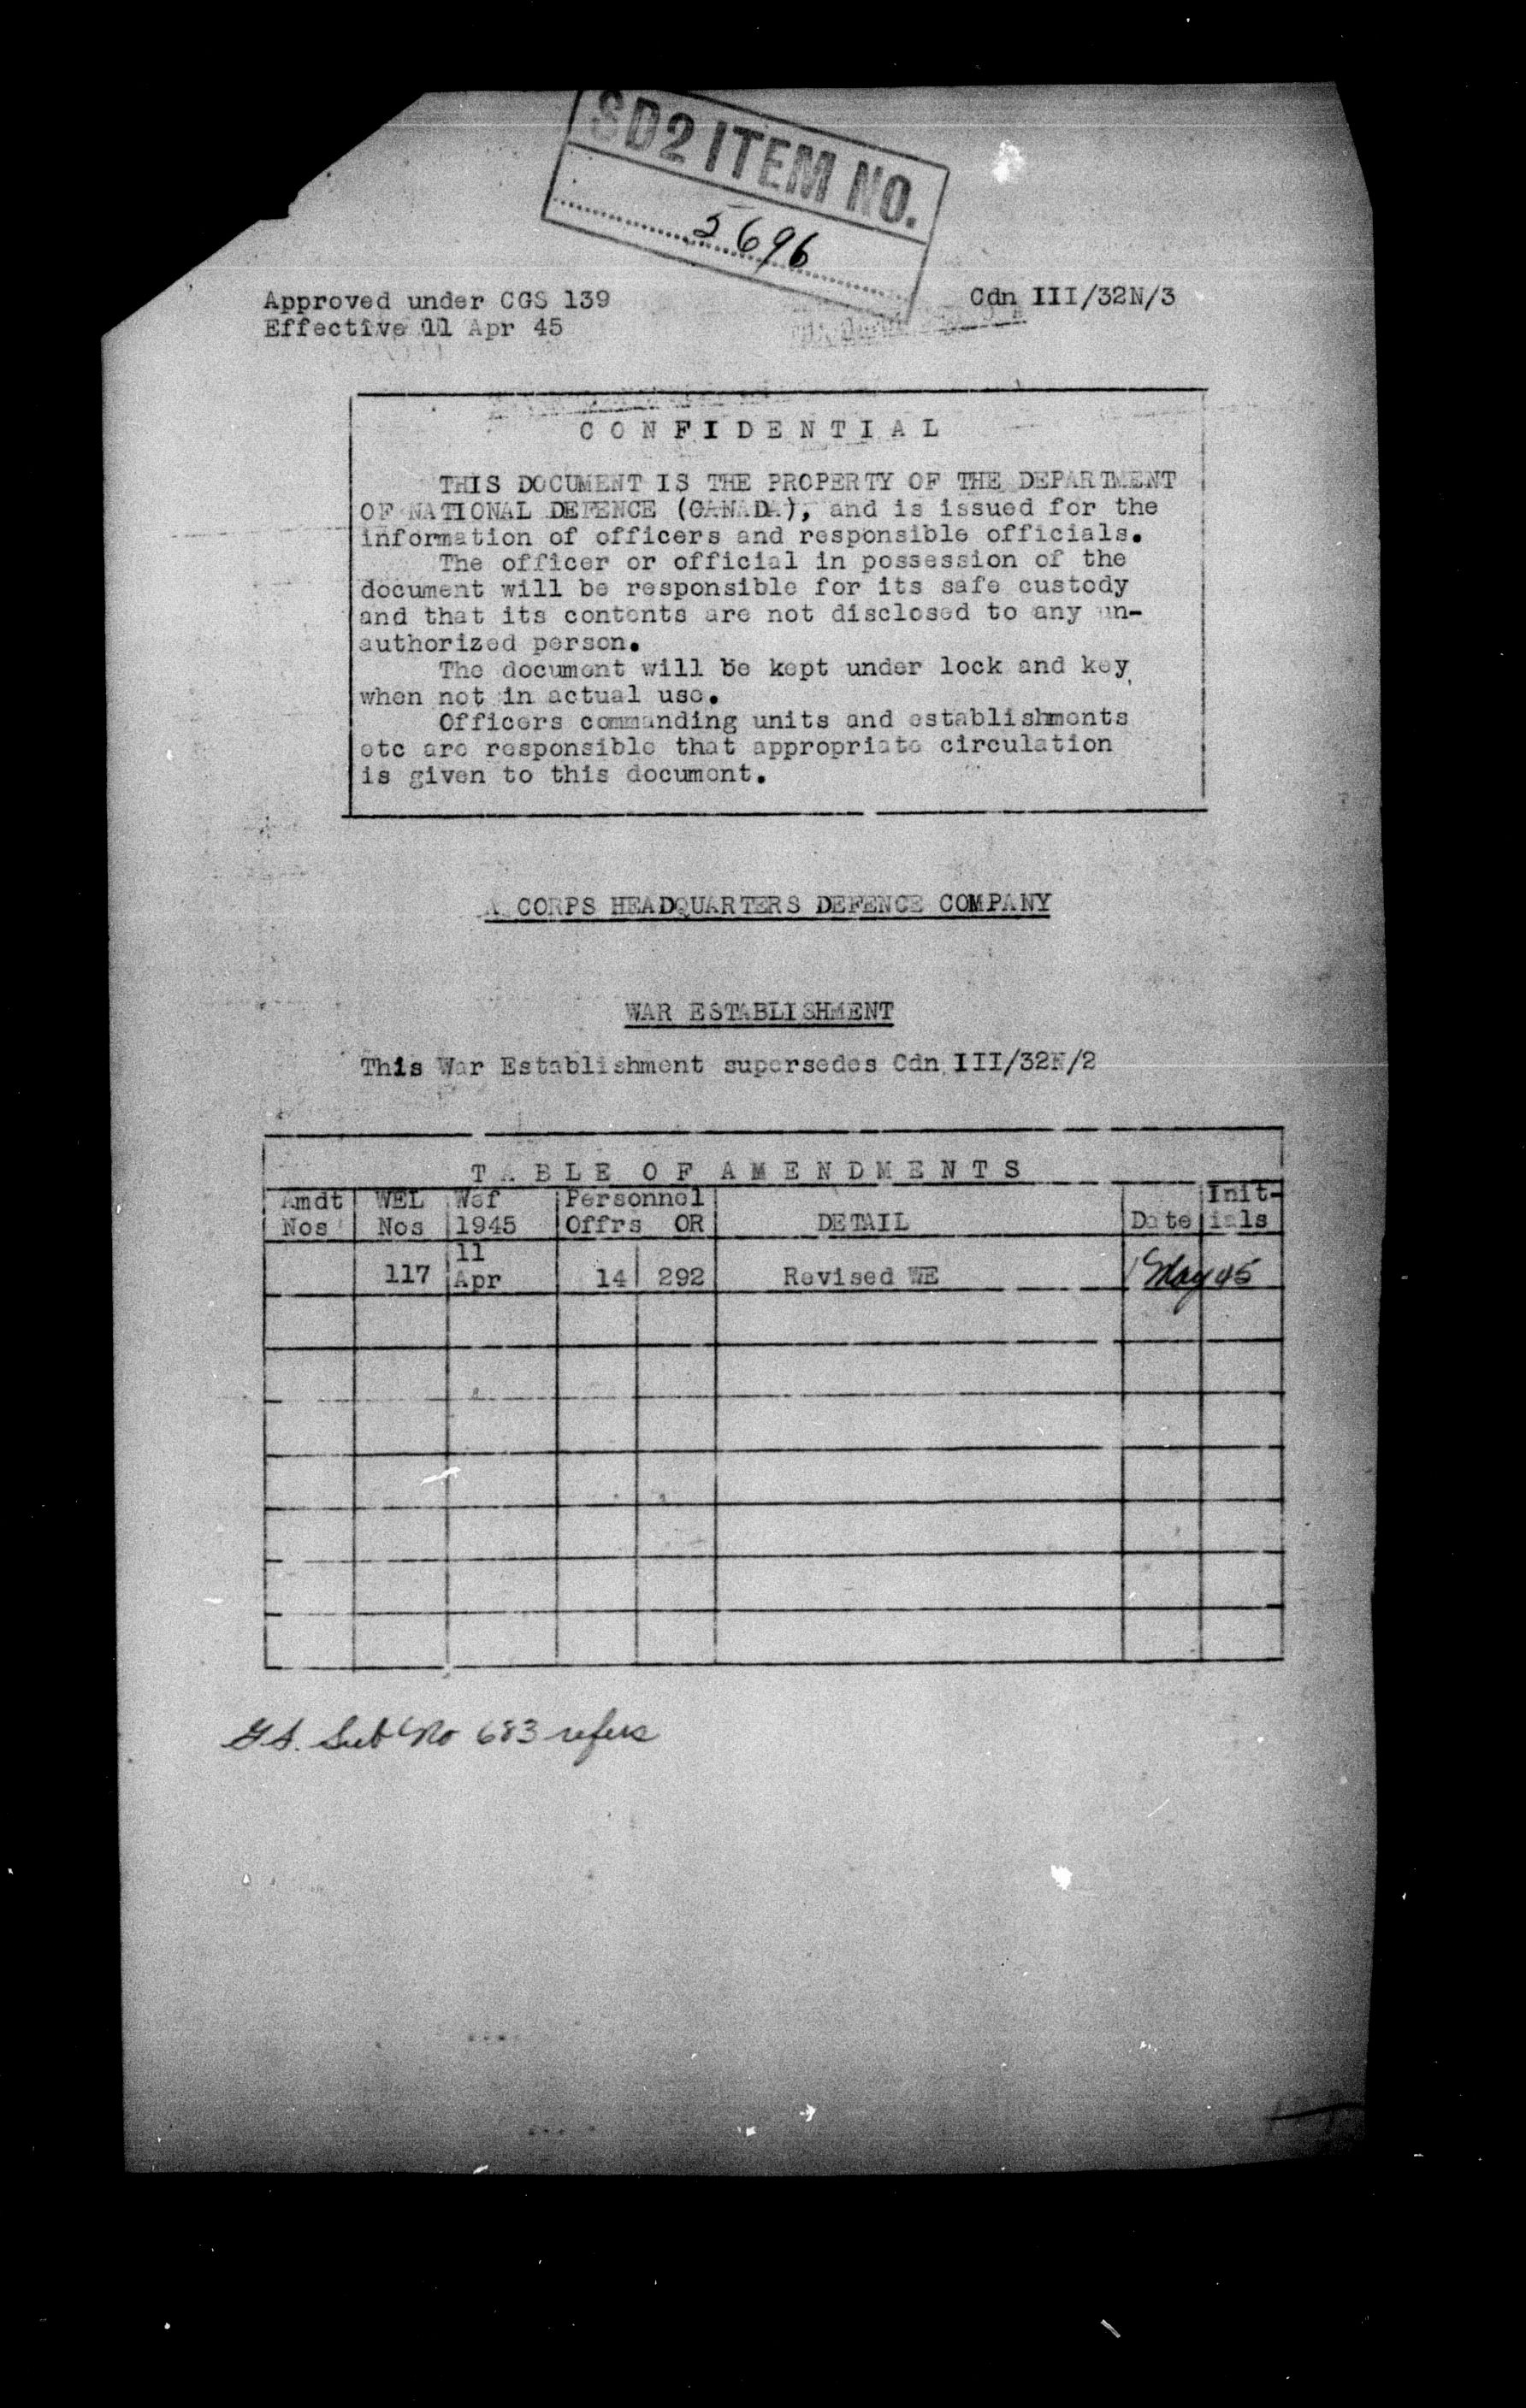 SD2 ITEM NO.
5696
Approved under CGS 139
Effective 11 Apr 45
Cdn III/32N/3
C O N F I D E N T I A L
THIS DOCUMENT IS THE PROPERTY OF THE DEPARTMENT
OF NATIONAL DEFENCE (CANADA), and is issued for the
information of officers and responsible officials.
The officer or official in possession of the
document will be responsible for its safe custody
and that its contents are not disclosed to any un-
authorized person.
The document will be kept under lock and key
when not in actual use.
Officers commanding units and establishments
etc are responsible that appropriate circulation
is given to this document.
A CORPS HEADQUARTERS DEFENCE COMPANY
WAR ESTABLISHMENT
This War Establishment supersedes Cdn III/32N/2
T A B L E O F A M E N D M E N T S
Amdt WEL Wef Personnel Init-
Nos Nos 1945 Offrs OR DETAIL Date ials
11
117 Apr 14 292 Revised WE May 45
G.S. Sub No 683 refers